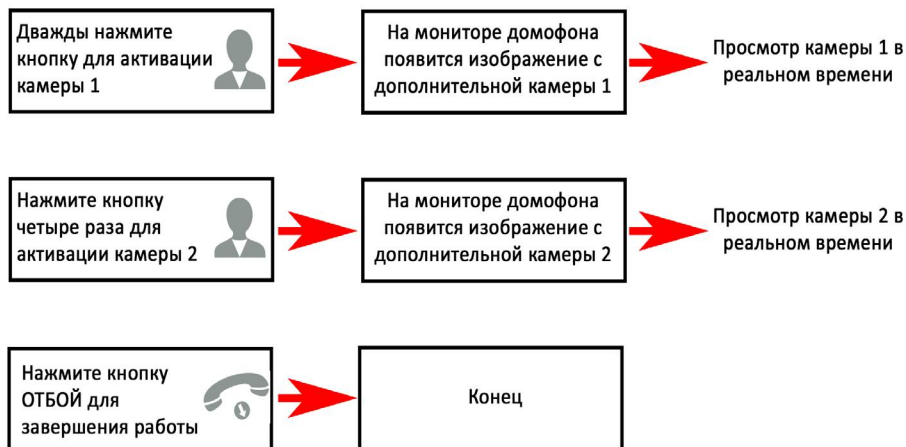 Дважды нажмите
кнопку для активации
камеры 1
На мониторе домофона
появится изображение с
дополнительной камеры 1
Просмотр камеры 1 в
реальном времени
Нажмите кнопку
четыре раза для
активации камеры 2
На мониторе домофона
появится изображение с
дополнительной камеры 2
Просмотр камеры 2 в
реальном времени
Нажмите кнопку
ОТБОЙ для
завершения работы
Конец